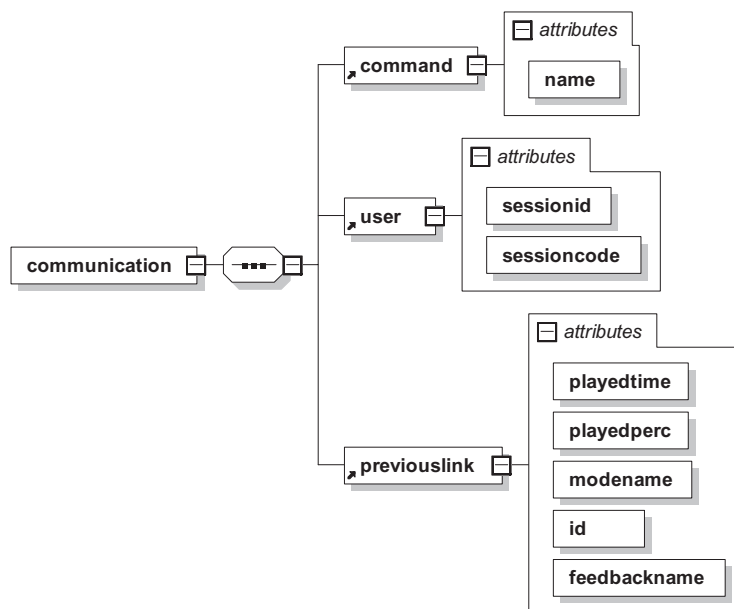 attributes
command
name
attributes
user
sessionid
sessioncode
communication
attributes
playedtime
playedperc
previouslink
modename
id
feedbackname